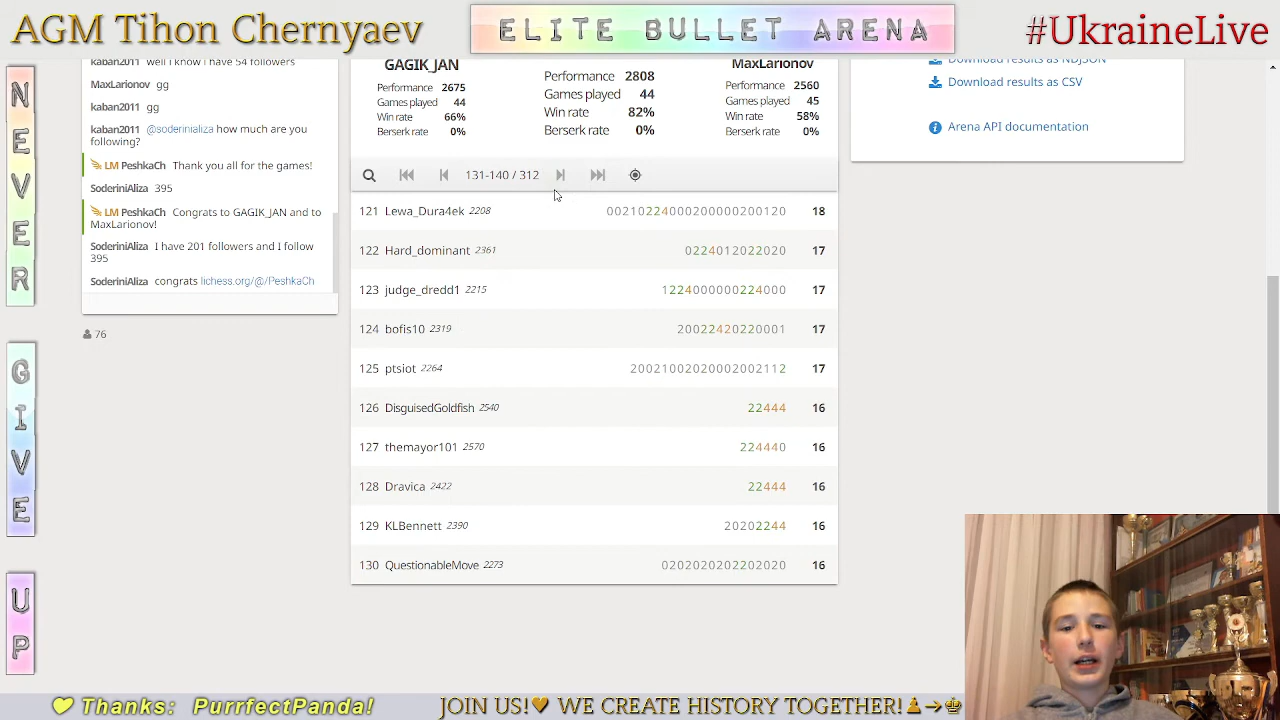 AGM Tihon Chernyaev
ELITE BULLET ARENA
#UkraineLive
NEVER
GIVE
UP
kaban2011 well i know i have 54 followers
MaxLarionov gg
kaban2011 gg
kaban2011 @soderinializa how much are you
following?
LM PeshkaCh Thank you all for the games!
SoderiniAliza 395
LM PeshkaCh Congrats to GAGIK_JAN and to
MaxLarionov!
SoderiniAliza I have 201 followers and I follow
395
SoderiniAliza congrats lichess.org/@/PeshkaCh
76
GAGIK_JAN
Performance 2675
Games played 44
Win rate 66%
Berserk rate 0%
Performance 2808
Games played 44
Win rate 82%
Berserk rate 0%
MaxLarionov
Performance 2560
Games played 45
Win rate 58%
Berserk rate 0%
131-140 / 312
121 Lewa_Dura4ek 2208 002102240002000000200120 18
122 Hard_dominant 2361 0224012022020 17
123 judge_dredd1 2215 1224000000224000 17
124 bofis10 2319 20022420220001 17
125 ptsiot 2264 20021002020002002112 17
126 DisguisedGoldfish 2540 22444 16
127 themayor101 2570 224440 16
128 Dravica 2422 22444 16
129 KLBennett 2390 20202244 16
130 QuestionableMove 2273 0202020202202020 16
Download results as NDJSON
Download results as CSV
Arena API documentation
Thanks: PurrfectPanda!
JOIN US! WE CREATE HISTORY TOGETHER!